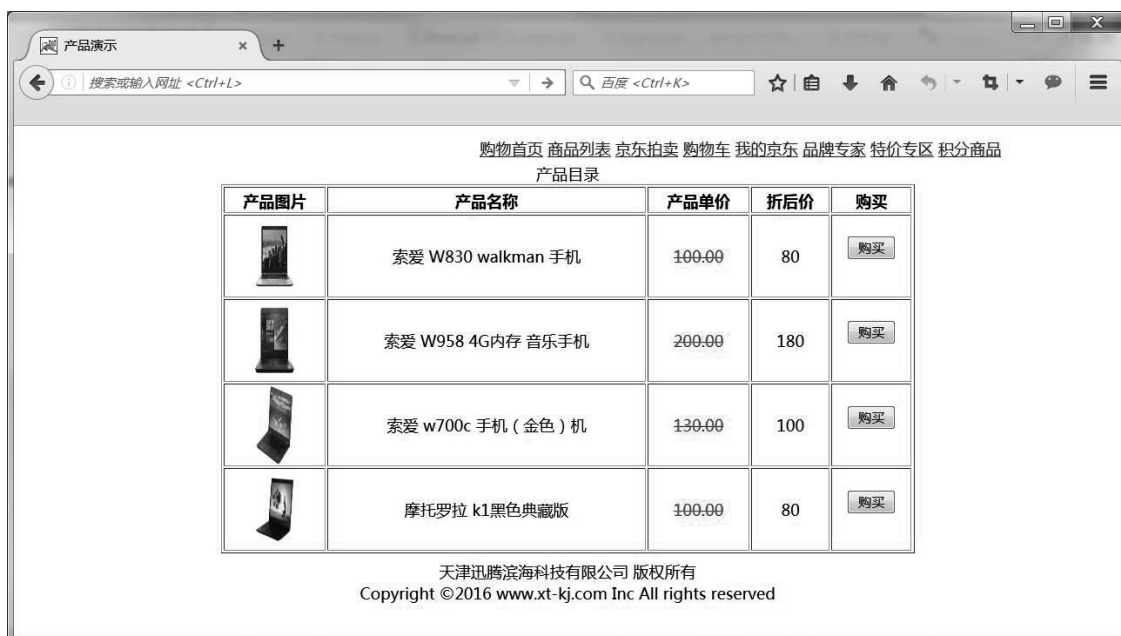 产品演示
搜索或输入网址 <Ctrl+L>
百度 <Ctrl+K>
购物首页 商品列表 京东拍卖 购物车 我的京东 品牌专家 特价专区 积分商品
产品目录
产品图片 产品名称 产品单价 折后价 购买
索爱 W830 walkman 手机 100.00 80 购买
索爱 W958 4G内存 音乐手机 200.00 180 购买
索爱 w700c 手机（金色）机 130.00 100 购买
摩托罗拉 k1黑色典藏版 100.00 80 购买
天津迅腾滨海科技有限公司 版权所有
Copyright ©2016 www.xt-kj.com Inc All rights reserved